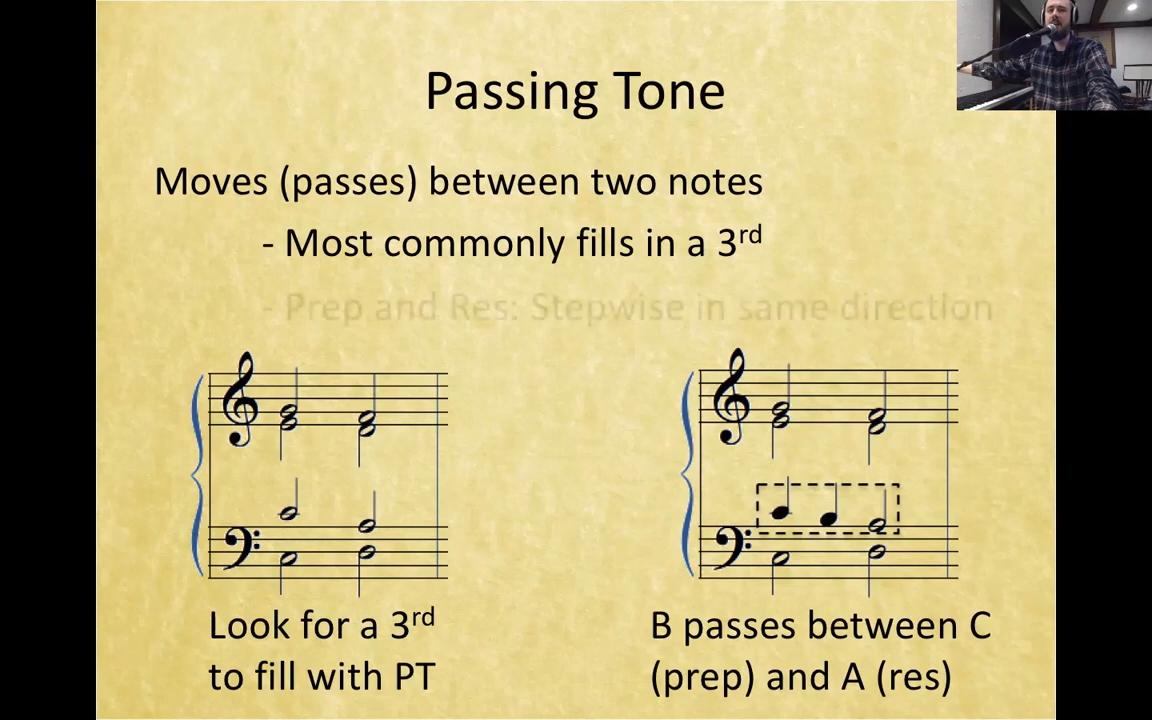 Passing Tone
Moves (passes) between two notes
- Most commonly fills in a 3rd
- Prep and Res: Stepwise in same direction
Look for a 3rd
to fill with PT
B passes between C
(prep) and A (res)